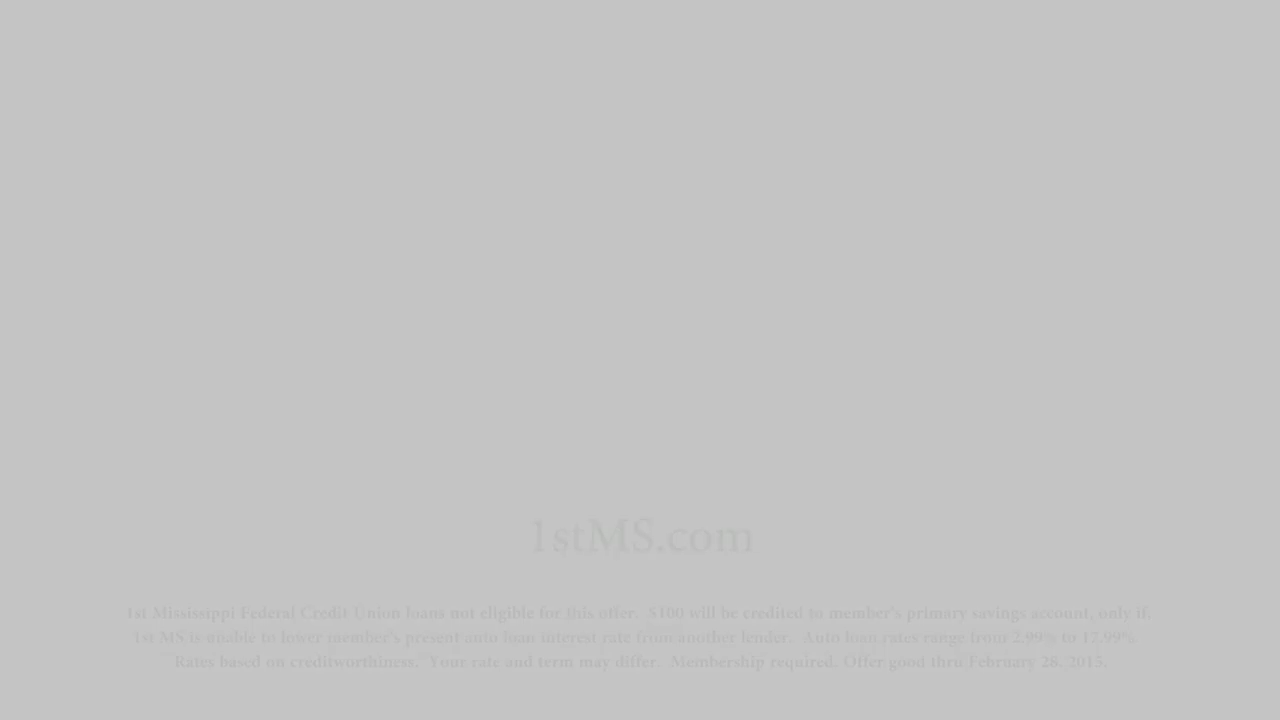 1stMS.com
1st Mississippi Federal Credit Union loans not eligible for this offer. $100 will be credited to member's primary savings account, only if,
1st MS is unable to lower member's present auto loan interest rate from another lender. Auto loan rates range from 2.99% to 17.99%.
Rates based on creditworthiness. Your rate and term may differ. Membership required. Offer good thru February 28, 2015.